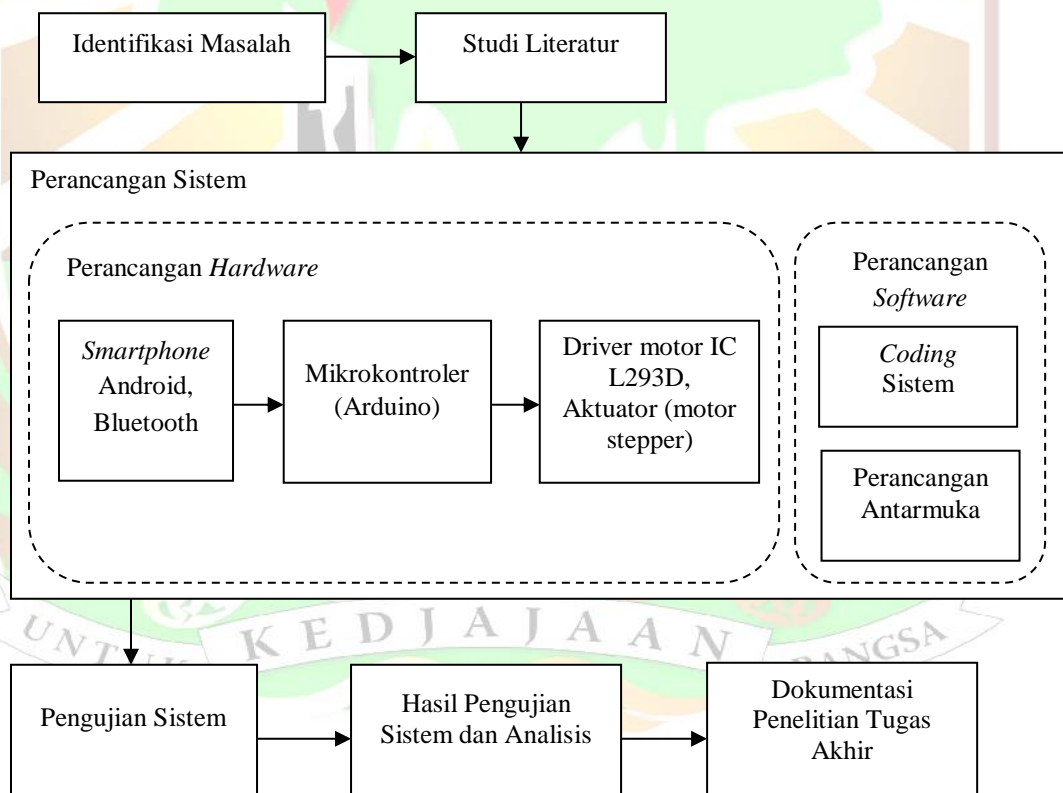 Identifikasi Masalah
Studi Literatur
Perancangan Sistem
Perancangan Hardware
Smartphone
Android,
Bluetooth
Mikrokontroler
(Arduino)
Driver motor IC
L293D,
Aktuator (motor
stepper)
Perancangan
Software
Coding
Sistem
Perancangan
Antarmuka
UNTUK KEDJAJAAN BANGSA
Pengujian Sistem
Hasil Pengujian
Sistem dan Analisis
Dokumentasi
Penelitian Tugas
Akhir